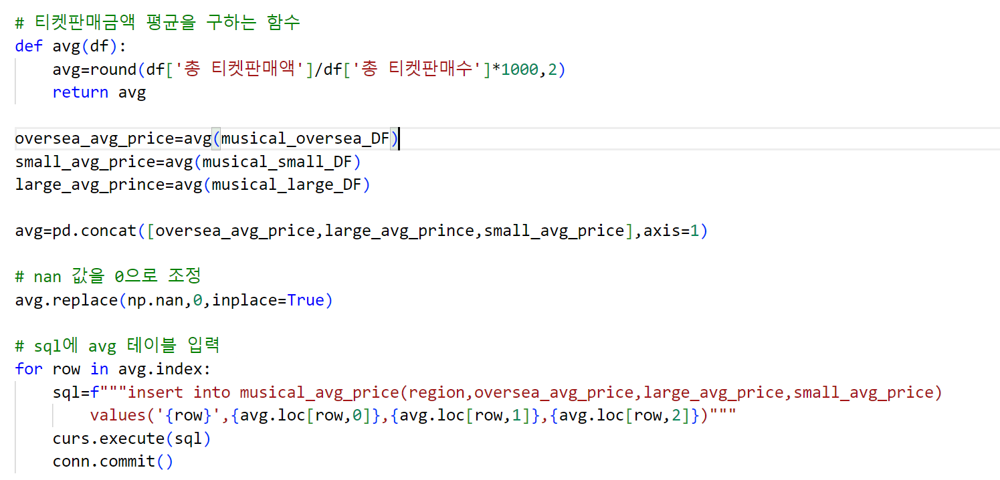 # 티켓판매금액 평균을 구하는 함수
def avg(df):
    avg=round(df['총 티켓판매액']/df['총 티켓판매수']*1000,2)
    return avg

oversea_avg_price=avg(musical_oversea_DF)
small_avg_price=avg(musical_small_DF)
large_avg_prince=avg(musical_large_DF)

avg=pd.concat([oversea_avg_price,large_avg_prince,small_avg_price],axis=1)

# nan 값을 0으로 조정
avg.replace(np.nan,0,inplace=True)

# sql에 avg 테이블 입력
for row in avg.index:
    sql=f"""insert into musical_avg_price(region,oversea_avg_price,large_avg_price,small_avg_price)
        values('{row}',{avg.loc[row,0]},{avg.loc[row,1]},{avg.loc[row,2]})"""
    curs.execute(sql)
    conn.commit()